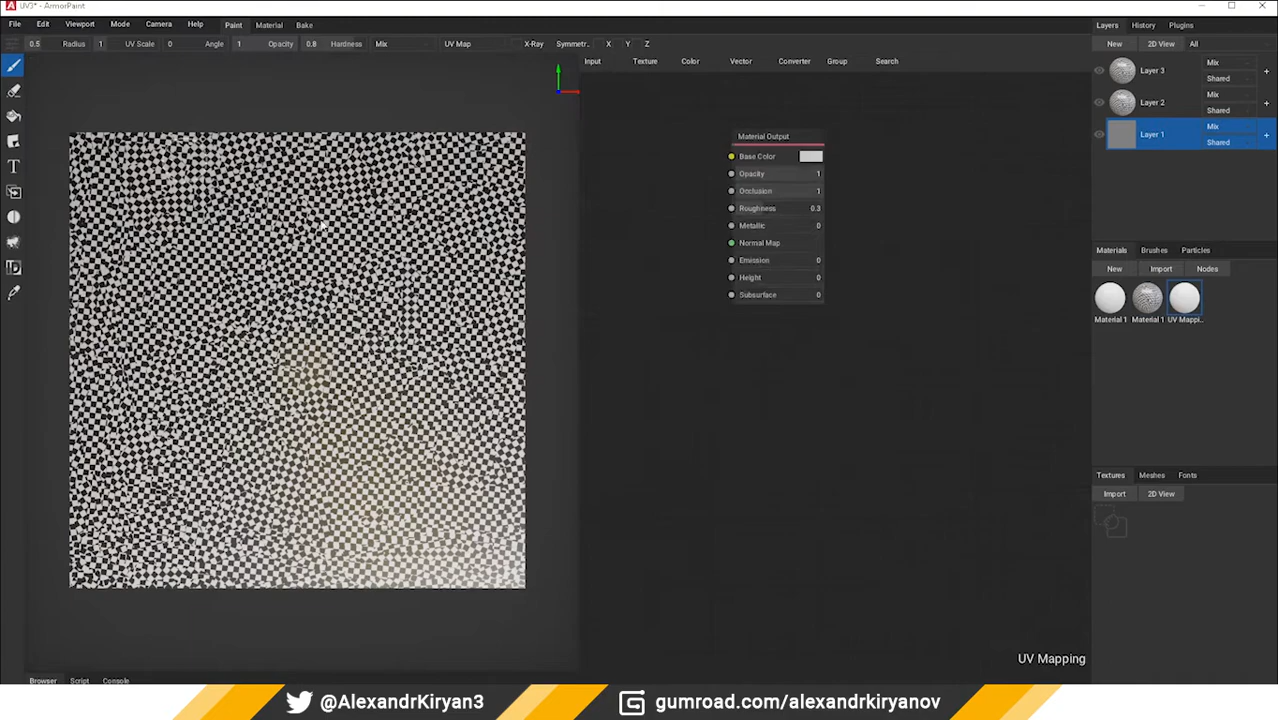 UV3* - ArmorPaint
File Edit Viewport Mode Camera Help Paint Material Bake
0.5 Radius 1 UV Scale 0 Angle 1 Opacity 0.8 Hardness Mix UV Map X-Ray Symmetr.. X Y Z
Input Texture Color Vector Converter Group Search
Material Output
Base Color
Opacity 1
Occlusion 1
Roughness 0.3
Metallic 0
Normal Map
Emission 0
Height 0
Subsurface 0
UV Mapping
Layers History Plugins
New 2D View All
Layer 3 Mix
Shared
Layer 2 Mix
Shared
Layer 1 Mix
Shared
Materials Brushes Particles
New Import Nodes
Material 1 Material 1 UV Mappi..
Textures Meshes Fonts
Import 2D View
Browser Script Console
@AlexandrKiryan3 gumroad.com/alexandrkiryanov